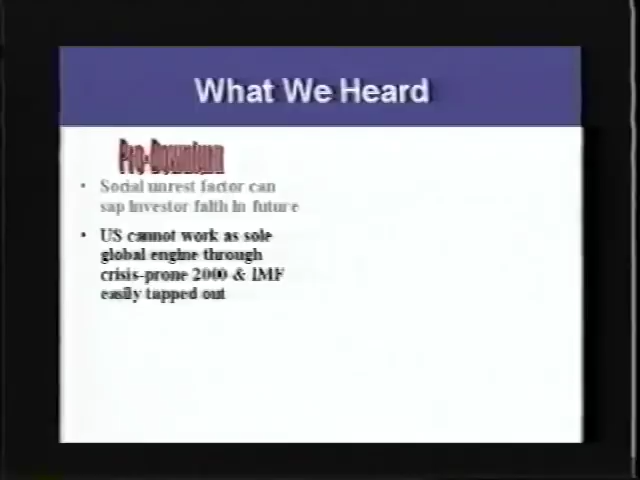 What We Heard
Pro-Downturn
• Social unrest factor can
sap investor faith in future
• US cannot work as sole
global engine through
crisis-prone 2000 & IMF
easily tapped out